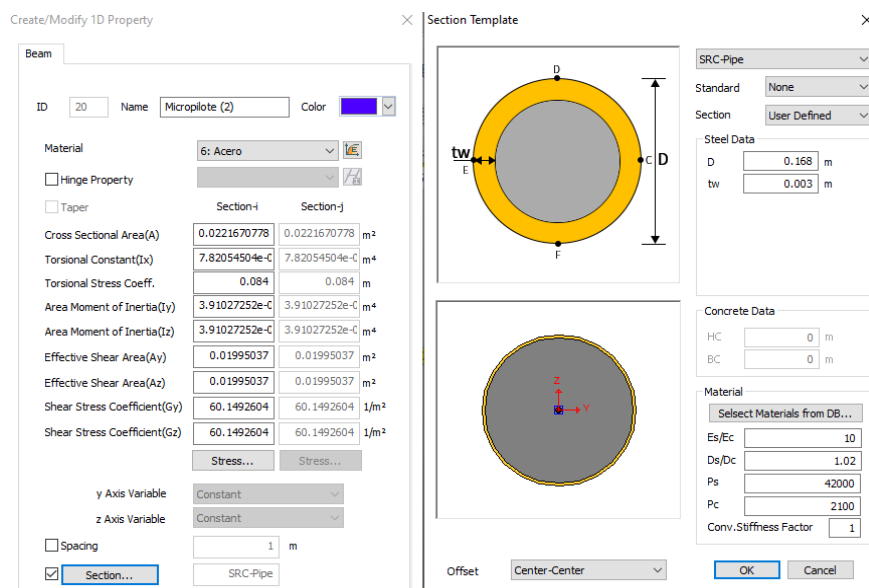 Create/Modify 1D Property
Beam
ID 20 Name Micropilote (2) Color
Material 6: Acero
Hinge Property
Taper Section-i Section-j
Cross Sectional Area(A) 0.0221670778 0.0221670778 m²
Torsional Constant(Ix) 7.82054504e-0 7.82054504e-0 m⁴
Torsional Stress Coeff. 0.084 0.084 m
Area Moment of Inertia(Iy) 3.91027252e-0 3.91027252e-0 m⁴
Area Moment of Inertia(Iz) 3.91027252e-0 3.91027252e-0 m⁴
Effective Shear Area(Ay) 0.01995037 0.01995037 m²
Effective Shear Area(Az) 0.01995037 0.01995037 m²
Shear Stress Coefficient(Gy) 60.1492604 60.1492604 1/m²
Shear Stress Coefficient(Gz) 60.1492604 60.1492604 1/m²
Stress... Stress...
y Axis Variable Constant
z Axis Variable Constant
Spacing 1 m
Section... SRC-Pipe
Section Template
D
tw
E
C D
F
Z
Y
Offset Center-Center
SRC-Pipe
Standard None
Section User Defined
Steel Data
D 0.168 m
tw 0.003 m
Concrete Data
HC 0 m
BC 0 m
Material
Selsect Materials from DB...
Es/Ec 10
Ds/Dc 1.02
Ps 42000
Pc 2100
Conv.Stiffness Factor 1
OK Cancel